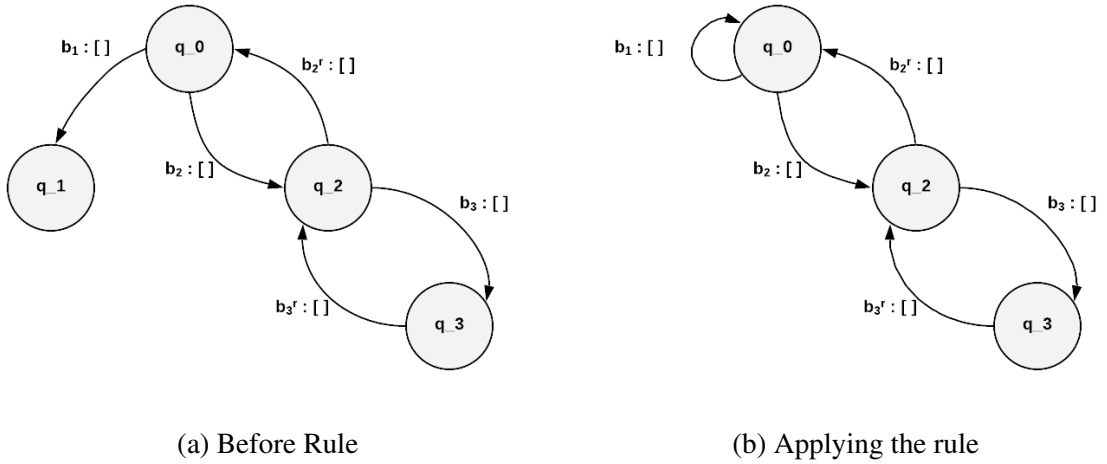 q_0
b₁ : [ ]
b₂ʳ : [ ]
b₂ : [ ]
q_1
q_2
b₃ : [ ]
b₃ʳ : [ ]
q_3
(a) Before Rule
q_0
b₁ : [ ]
b₂ʳ : [ ]
b₂ : [ ]
q_2
b₃ : [ ]
b₃ʳ : [ ]
q_3
(b) Applying the rule